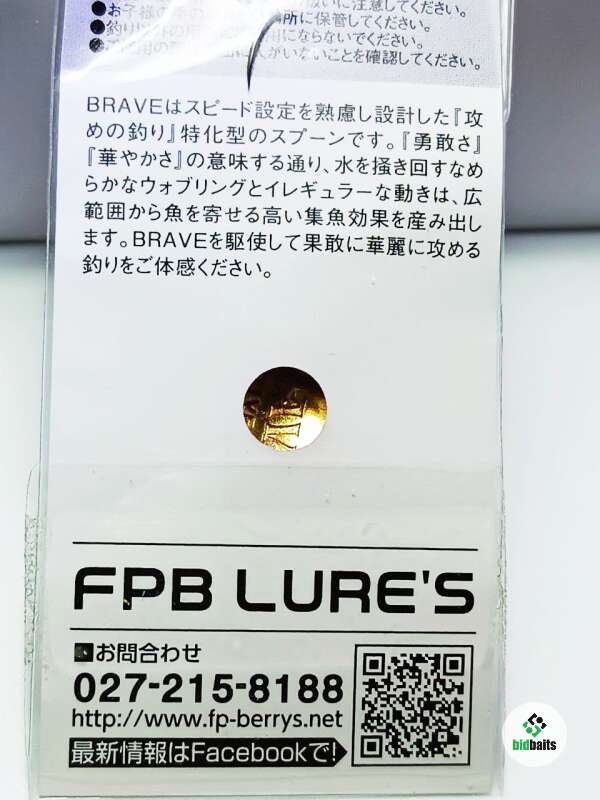 BRAVEはスピード設定を熟慮し設計した『攻
めの釣り』特化型のスプーンです。『勇敢さ』
『華やかさ』の意味する通り、水を掻き回すなめ
らかなウォブリングとイレギュラーな動きは、広
範囲から魚を寄せる高い集魚効果を産み出し
ます。BRAVEを駆使して果敢に華麗に攻める
釣りをご体感ください。
FPB LURE'S
■お問合わせ
027-215-8188
http://www.fp-berrys.net
最新情報はFacebookで!
bidbaits